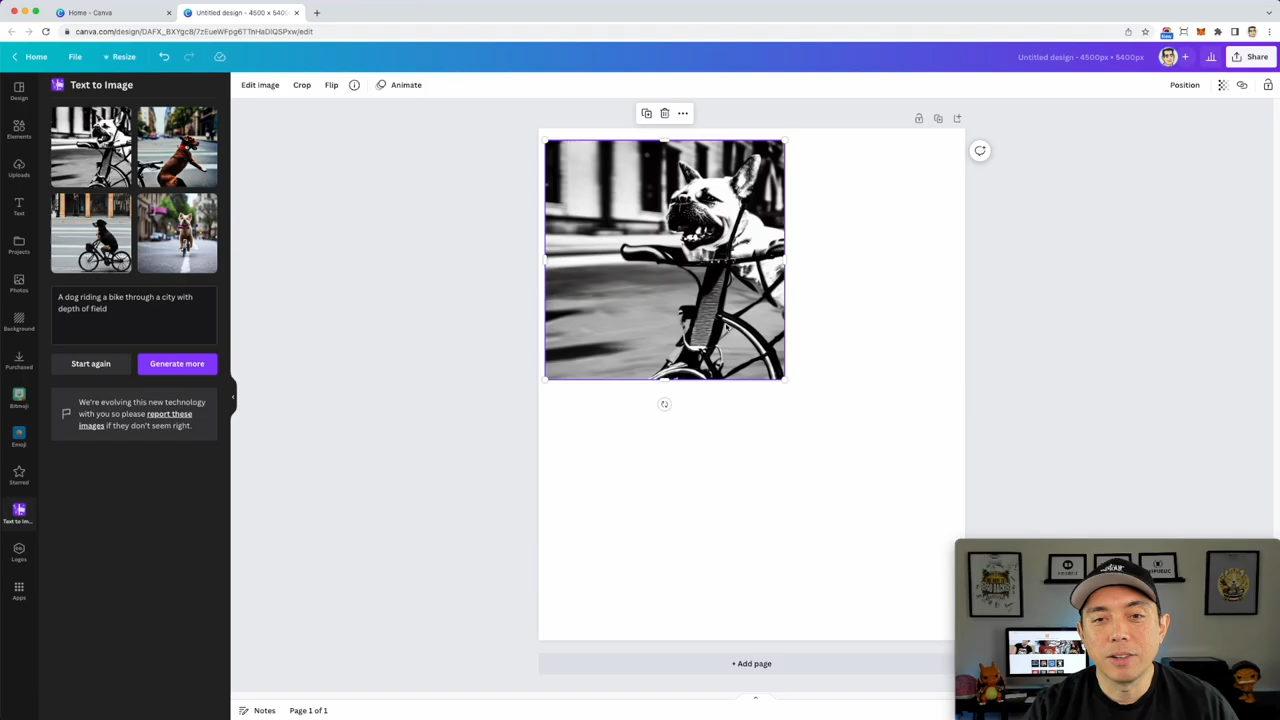 Home - Canva
Untitled design - 4500 × 5400
canva.com/design/DAFX_BXYgc8/7zEueWFpg6TTnHaDlQSPxw/edit
New
Home
File
Resize
Untitled design - 4500px × 5400px
Share
Design
Elements
Uploads
Text
Projects
Photos
Background
Purchased
Bitmoji
Emoji
Starred
Text to Im...
Logos
Apps
Text to Image
A dog riding a bike through a city with
depth of field
Start again
Generate more
We're evolving this new technology
with you so please report these
images if they don't seem right.
Edit image
Crop
Flip
Animate
Position
+ Add page
Notes
Page 1 of 1